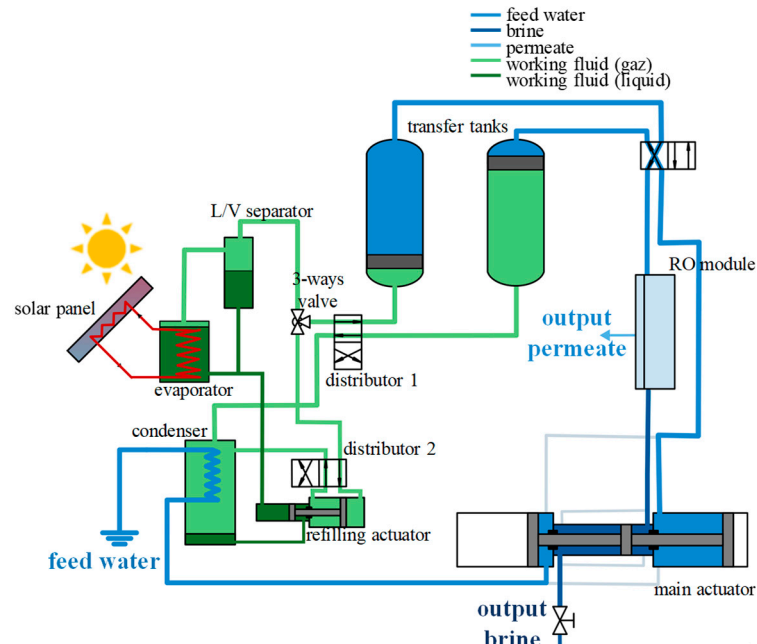 feed water
brine
permeate
working fluid (gaz)
working fluid (liquid)
transfer tanks
L/V separator
3-ways
valve
solar panel
RO module
output
permeate
evaporator
distributor 1
condenser
distributor 2
refilling actuator
feed water
main actuator
output
brine